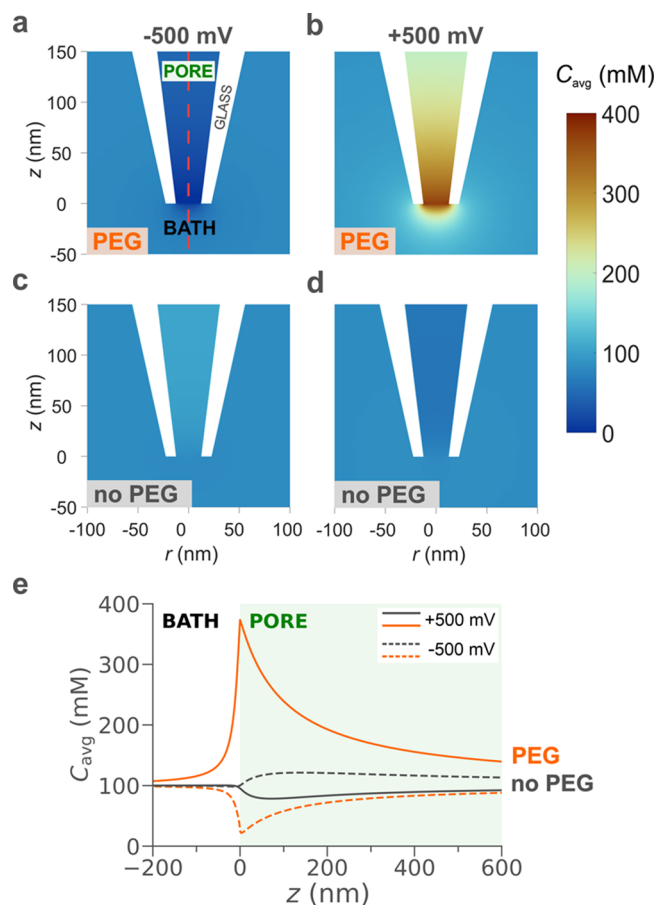 a
-500 mV
b
+500 mV
z (nm)
150
100
50
0
-50
PORE
GLASS
BATH
PEG
PEG
C_avg (mM)
400
300
200
100
0
c
d
z (nm)
150
100
50
0
-50
no PEG
no PEG
-100 -50 0 50 100
-100 -50 0 50 100
r (nm)
r (nm)
e
C_avg (mM)
400
300
200
100
0
BATH PORE
+500 mV
-500 mV
PEG
no PEG
−200 0 200 400 600
z (nm)